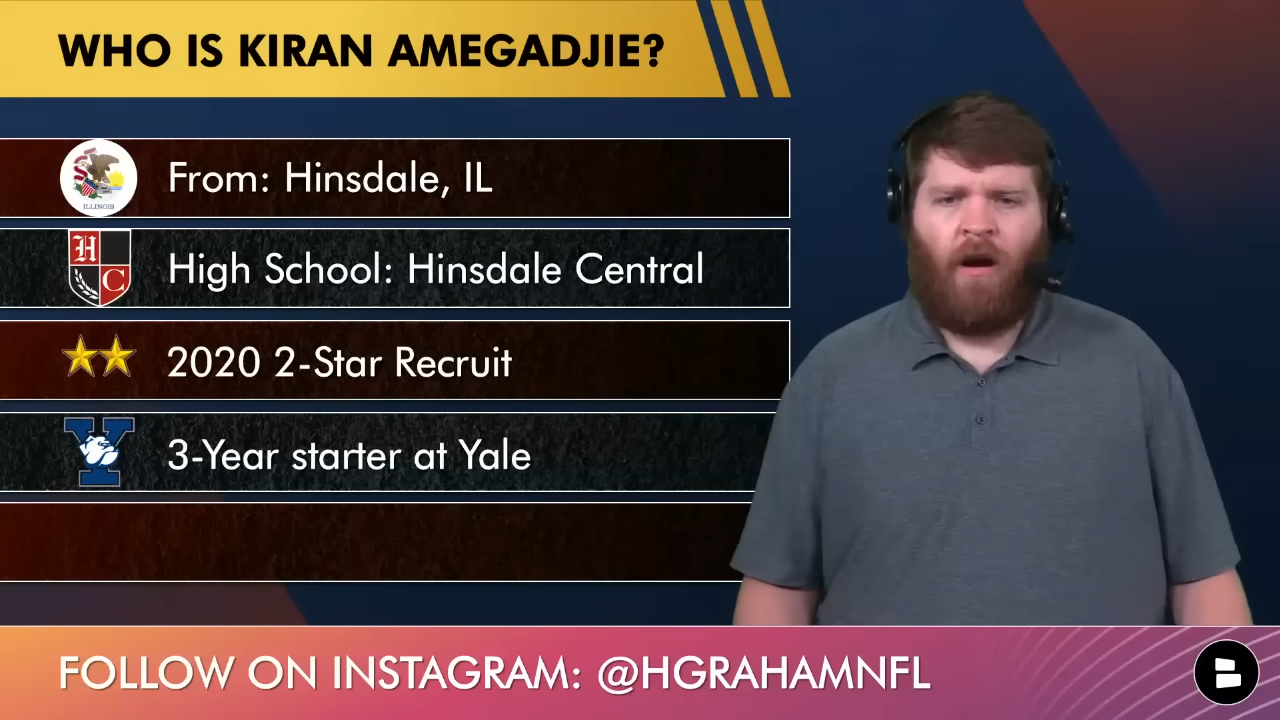 WHO IS KIRAN AMEGADJIE?
ILLINOIS
From: Hinsdale, IL
H
C
High School: Hinsdale Central
2020 2-Star Recruit
Y
3-Year starter at Yale
FOLLOW ON INSTAGRAM: @HGRAHAMNFL